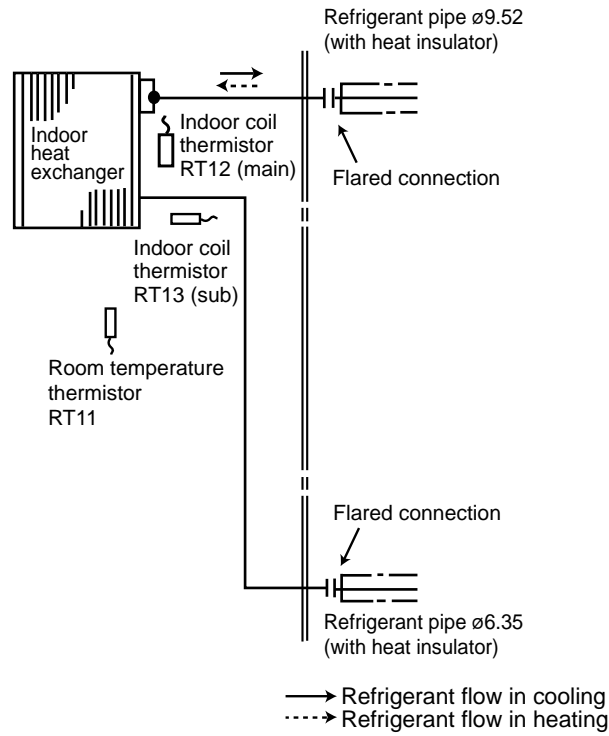 Refrigerant pipe ø9.52
(with heat insulator)
Indoor
heat
exchanger
Indoor coil
thermistor
RT12 (main)
Flared connection
Indoor coil
thermistor
RT13 (sub)
Room temperature
thermistor
RT11
Flared connection
Refrigerant pipe ø6.35
(with heat insulator)
Refrigerant flow in cooling
Refrigerant flow in heating